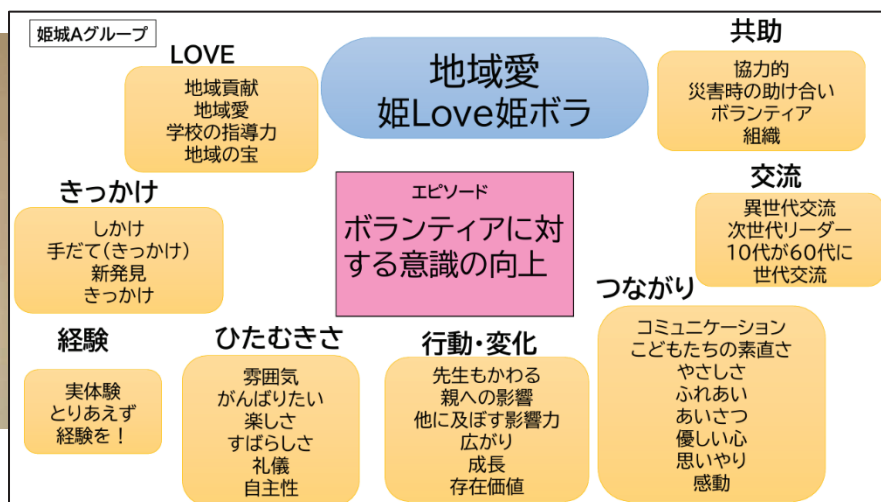 姫城Aグループ
地域愛
姫Love姫ボラ
LOVE
地域貢献
地域愛
学校の指導力
地域の宝
共助
協力的
災害時の助け合い
ボランティア
組織
きっかけ
しかけ
手だて(きっかけ)
新発見
きっかけ
エピソード
ボランティアに対
する意識の向上
交流
異世代交流
次世代リーダー
10代が60代に
世代交流
経験
実体験
とりあえず
経験を！
ひたむきさ
雰囲気
がんばりたい
楽しさ
すばらしさ
礼儀
自主性
行動・変化
先生もかわる
親への影響
他に及ぼす影響力
広がり
成長
存在価値
つながり
コミュニケーション
こどもたちの素直さ
やさしさ
ふれあい
あいさつ
優しい心
思いやり
感動